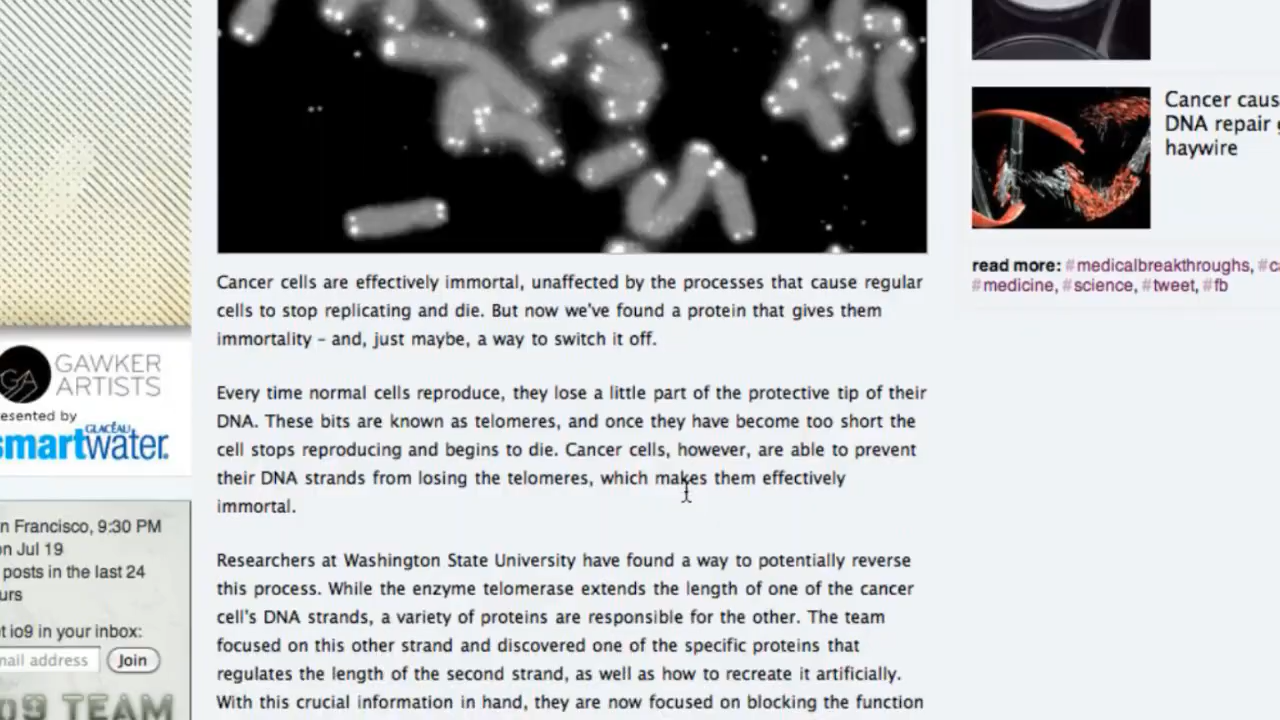 Cancer caus
DNA repair
haywire
read more: #medicalbreakthroughs,
#medicine, #science, #tweet, #fb
Cancer cells are effectively immortal, unaffected by the processes that cause regular
cells to stop replicating and die. But now we've found a protein that gives them
immortality – and, just maybe, a way to switch it off.
Every time normal cells reproduce, they lose a little part of the protective tip of their
DNA. These bits are known as telomeres, and once they have become too short the
cell stops reproducing and begins to die. Cancer cells, however, are able to prevent
their DNA strands from losing the telomeres, which makes them effectively
immortal.
Researchers at Washington State University have found a way to potentially reverse
this process. While the enzyme telomerase extends the length of one of the cancer
cell's DNA strands, a variety of proteins are responsible for the other. The team
focused on this other strand and discovered one of the specific proteins that
regulates the length of the second strand, as well as how to recreate it artificially.
With this crucial information in hand, they are now focused on blocking the function
GA
GAWKER
ARTISTS
esented by
GLACÉAU
smartwater.
n Francisco, 9:30 PM
on Jul 19
posts in the last 24
urs
t io9 in your inbox:
mail address Join
io9 TEAM